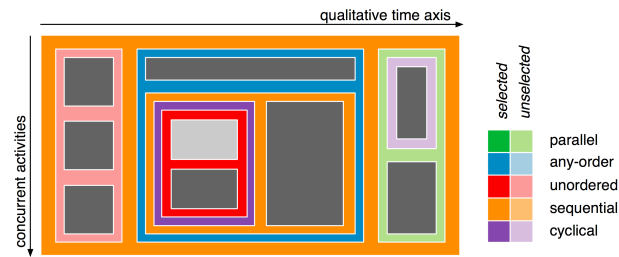 qualitative time axis
concurrent activities
selected
unselected
parallel
any-order
unordered
sequential
cyclical